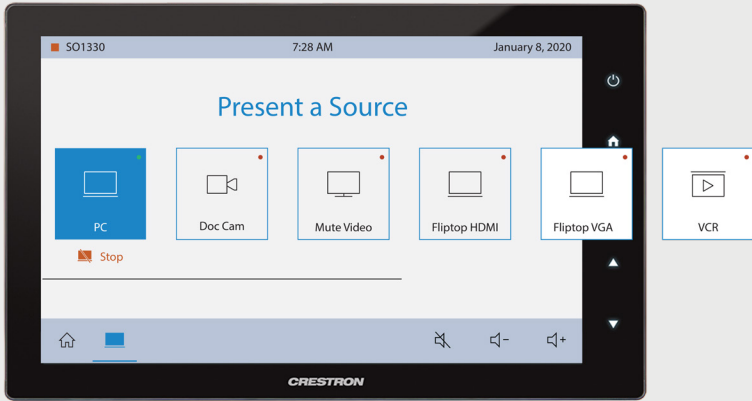 SO1330
7:28 AM
January 8, 2020
Present a Source
PC
Doc Cam
Mute Video
Fliptop HDMI
Fliptop VGA
VCR
Stop
CRESTRON